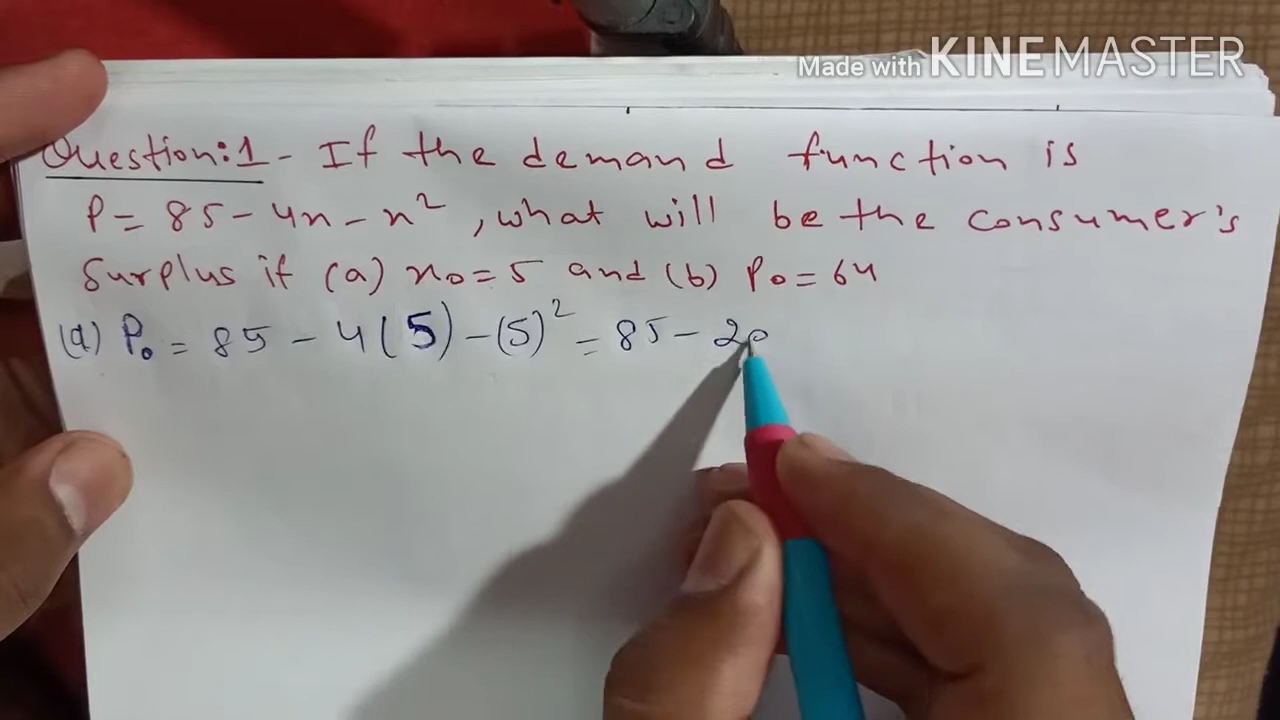 Made with KINEMASTER
Question:1 - If the demand function is
P = 85 - 4x - x², what will be the consumer's
Surplus if (a) x₀ = 5 and (b) P₀ = 64
(a) P₀ = 85 - 4(5) - (5)² = 85 - 20